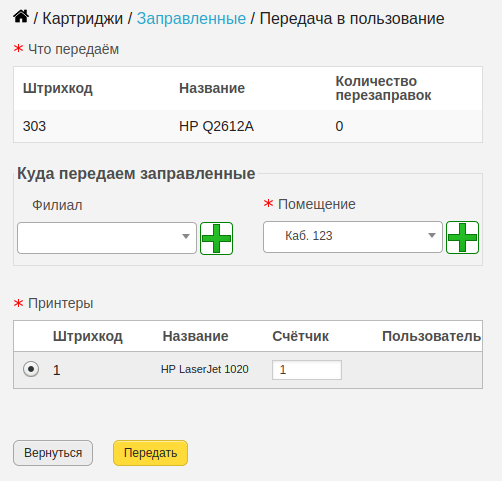 / Картриджи / Заправленные / Передача в пользование
* Что передаём
Штрихкод Название Количество перезаправок
303 HP Q2612A 0
Куда передаем заправленные
Филиал * Помещение
Каб. 123
* Принтеры
Штрихкод Название Счётчик Пользователь
1 HP LaserJet 1020 1
Вернуться Передать